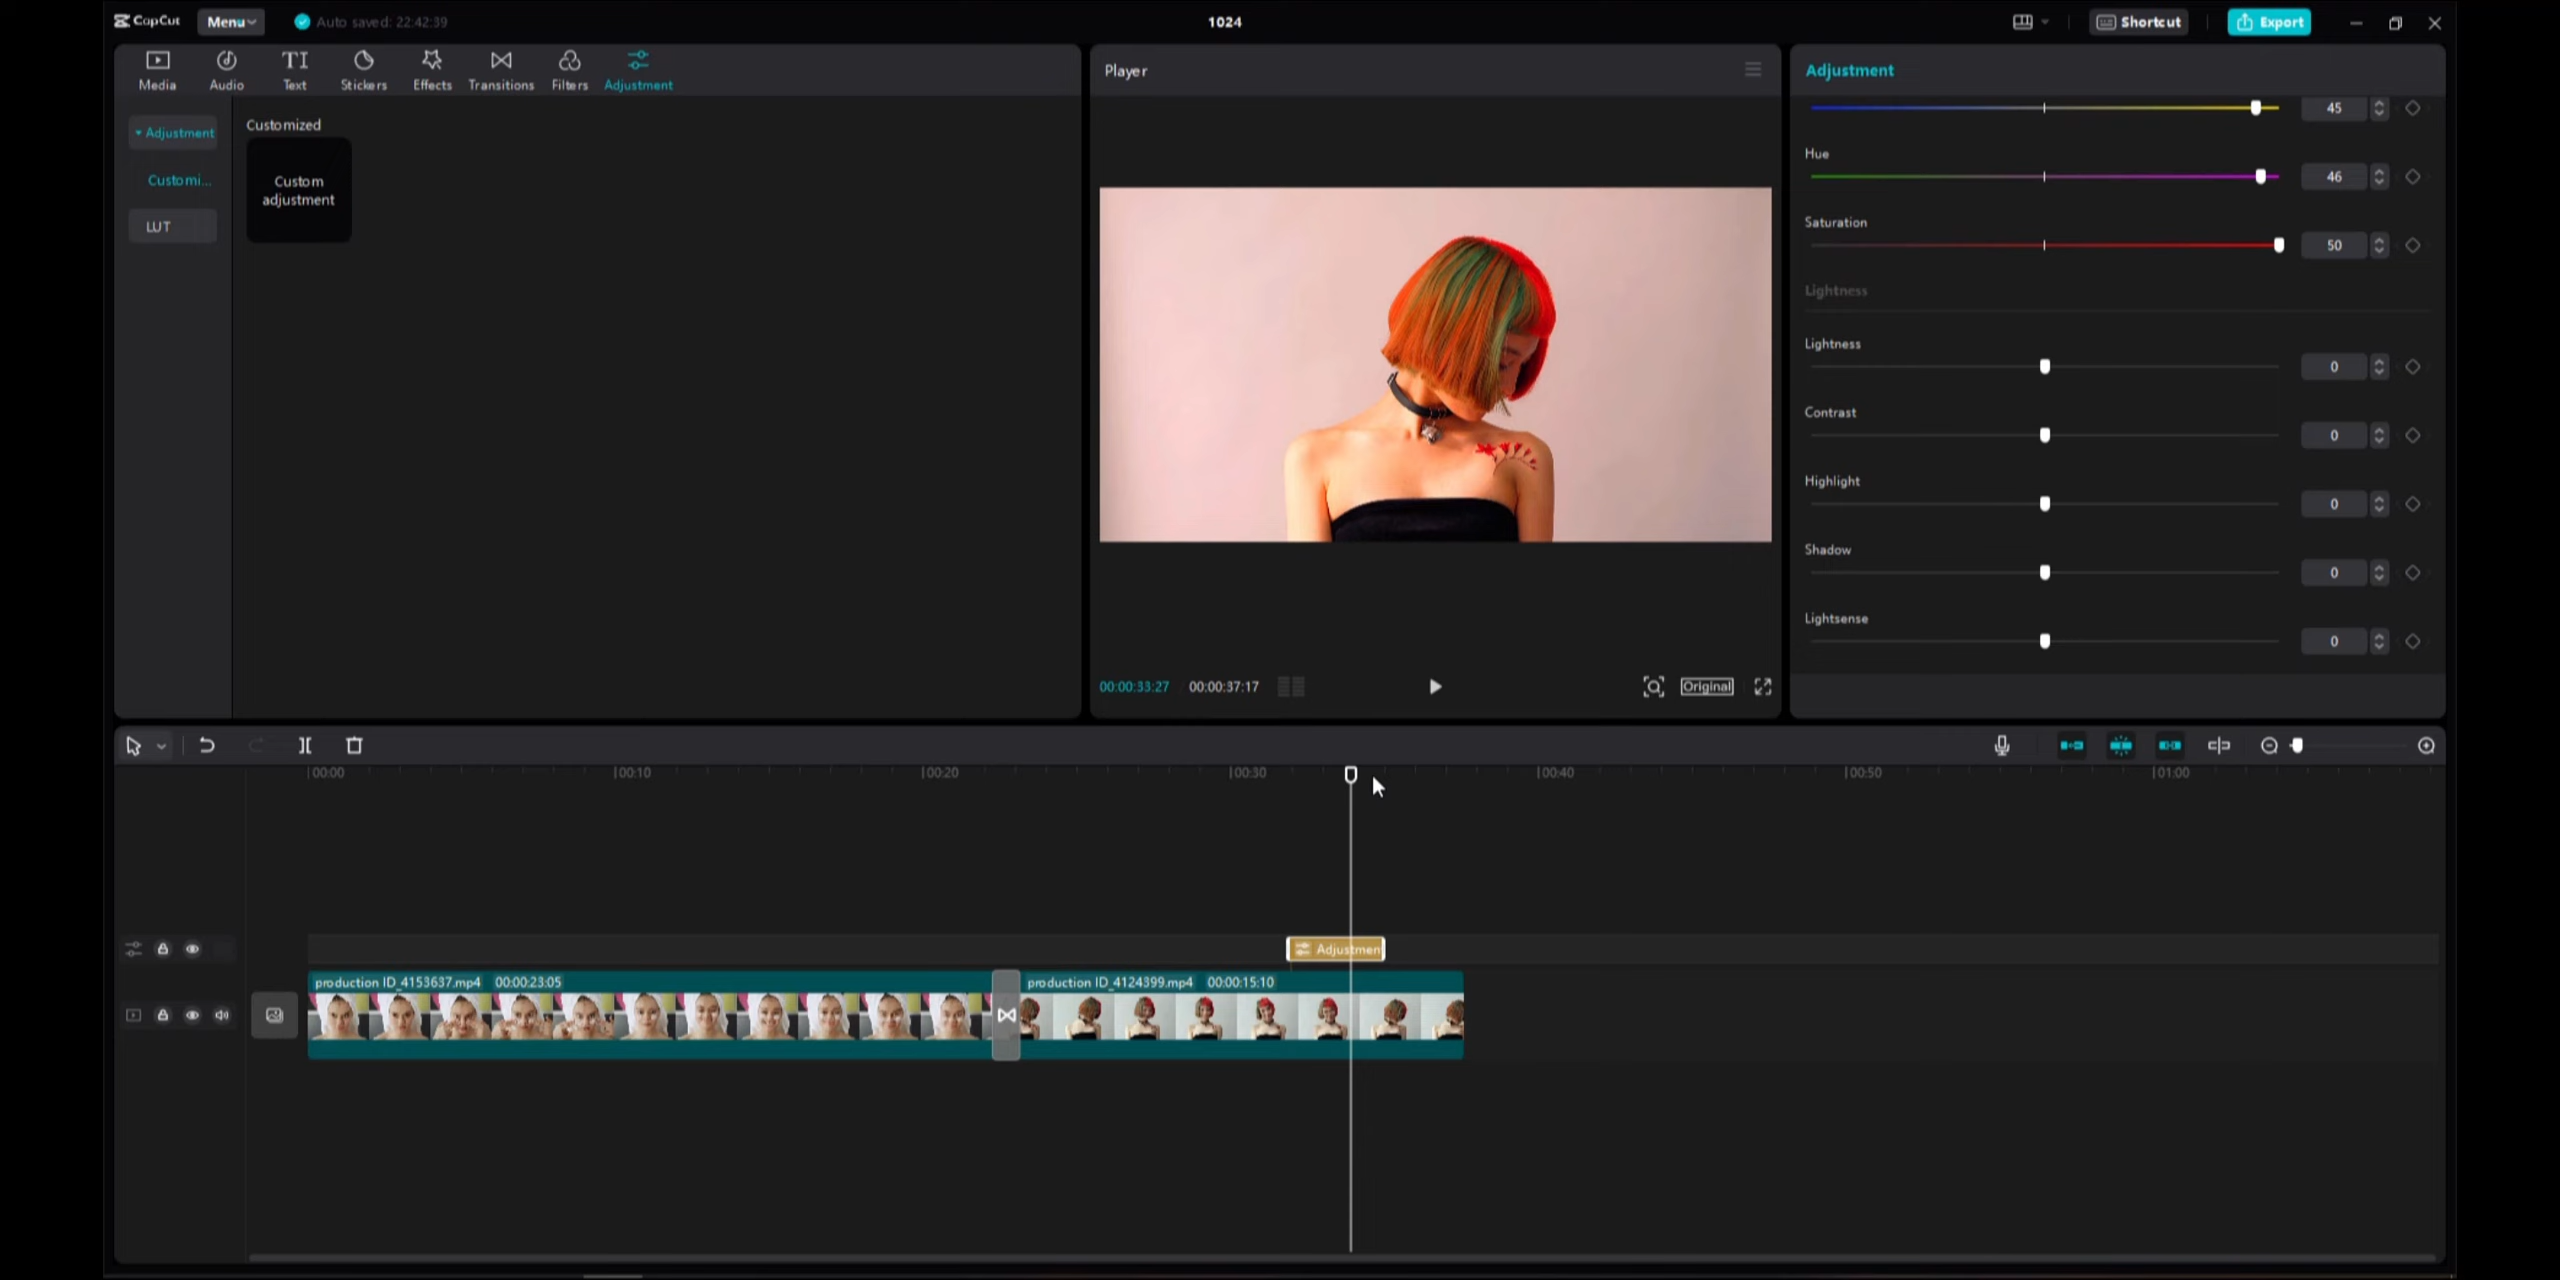 CapCut
Menu
Auto saved: 22:42:39
1024
Shortcut
Export
Media
Audio
Text
Stickers
Effects
Transitions
Filters
Adjustment
Adjustment
Customi...
LUT
Customized
Custom
adjustment
Player
00:00:33:27
00:00:37:17
Original
Adjustment
45
Hue
46
Saturation
50
Lightness
Lightness
0
Contrast
0
Highlight
0
Shadow
0
Lightsense
0
00:00
00:10
00:20
00:30
00:40
00:50
01:00
Adjustmen
production ID_4153637.mp4 00:00:23:05
production ID_4124399.mp4 00:00:15:10